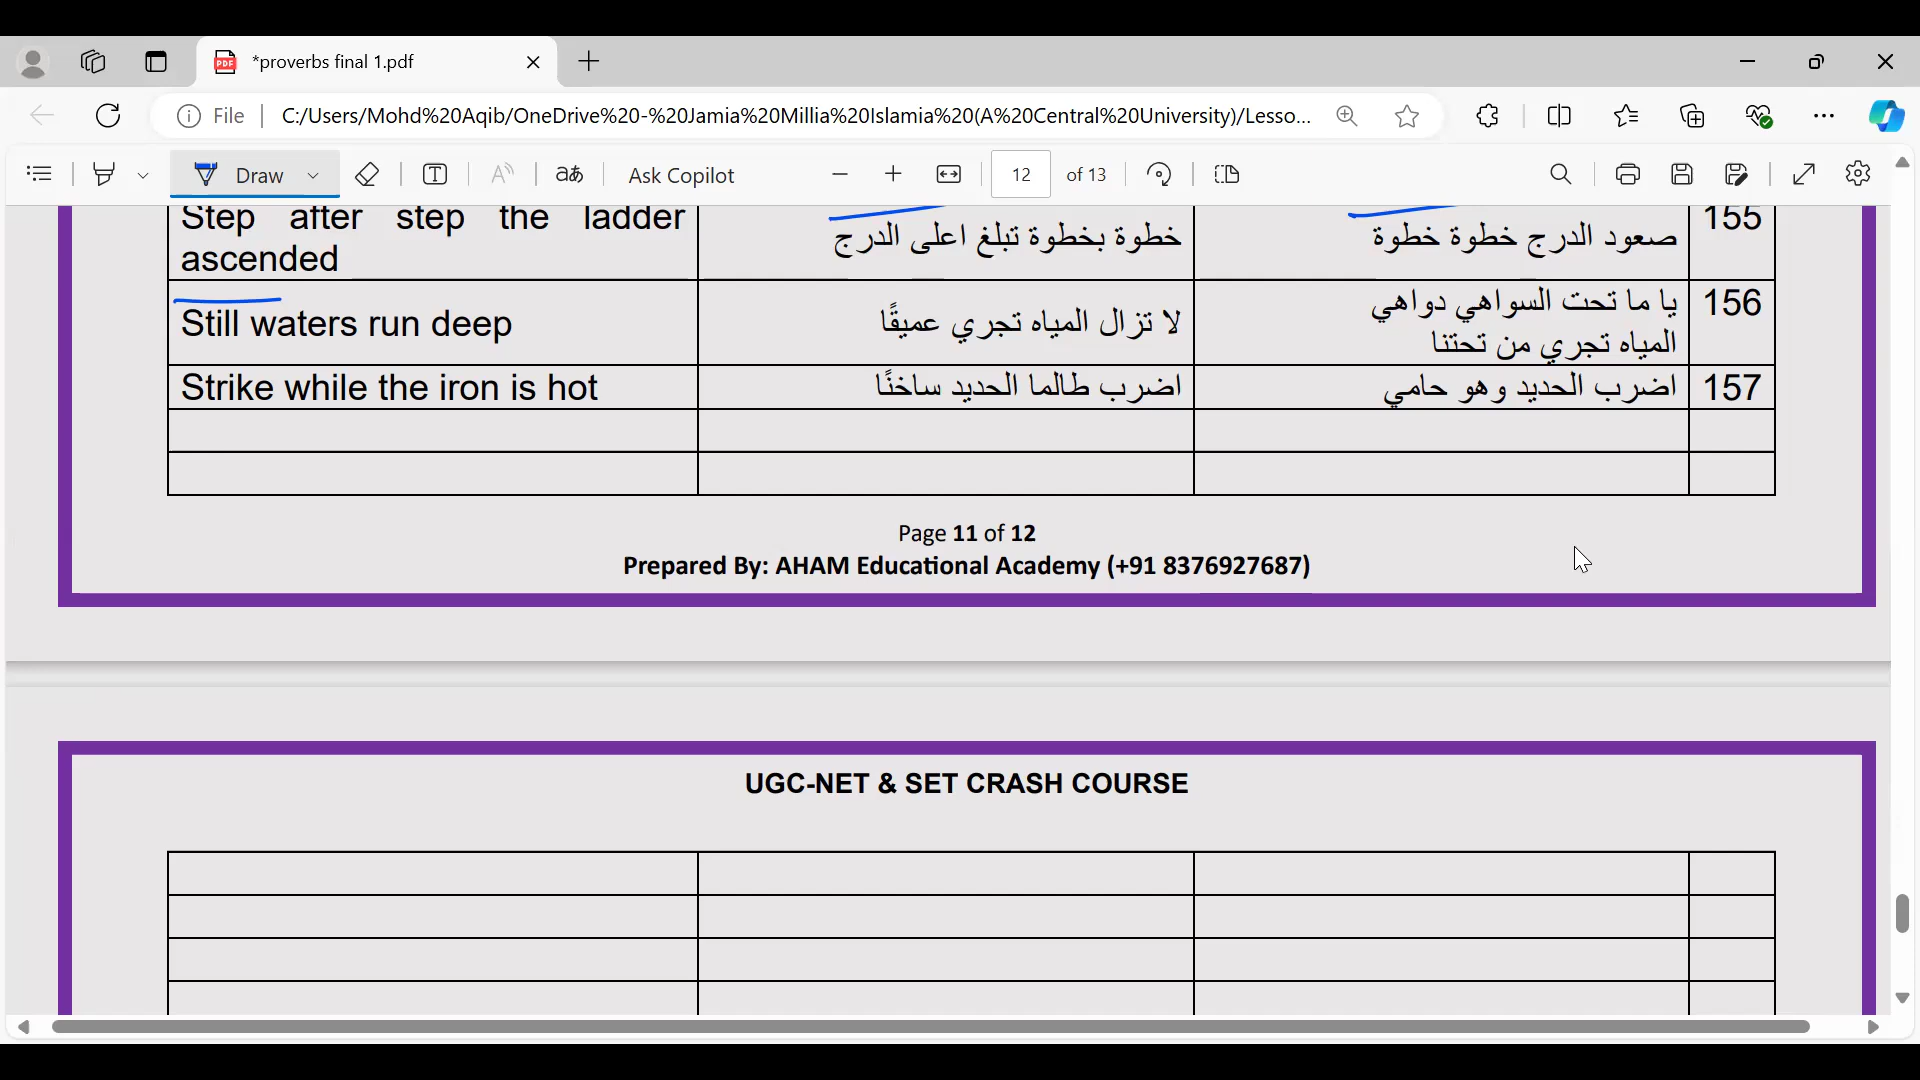 *proverbs final 1.pdf
File
C:/Users/Mohd%20Aqib/OneDrive%20-%20Jamia%20Millia%20Islamia%20(A%20Central%20University)/Lesso...
Draw
Ask Copilot
12 of 13
Step after step the ladder
ascended
خطوة بخطوة تبلغ اعلى الدرج
صعود الدرج خطوة خطوة
155
Still waters run deep
لا تزال المياه تجري عميقًا
يا ما تحت السواهي دواهي
المياه تجري من تحتنا
156
Strike while the iron is hot
اضرب طالما الحديد ساخنًا
اضرب الحديد وهو حامي
157
Page 11 of 12
Prepared By: AHAM Educational Academy (+91 8376927687)
UGC-NET & SET CRASH COURSE